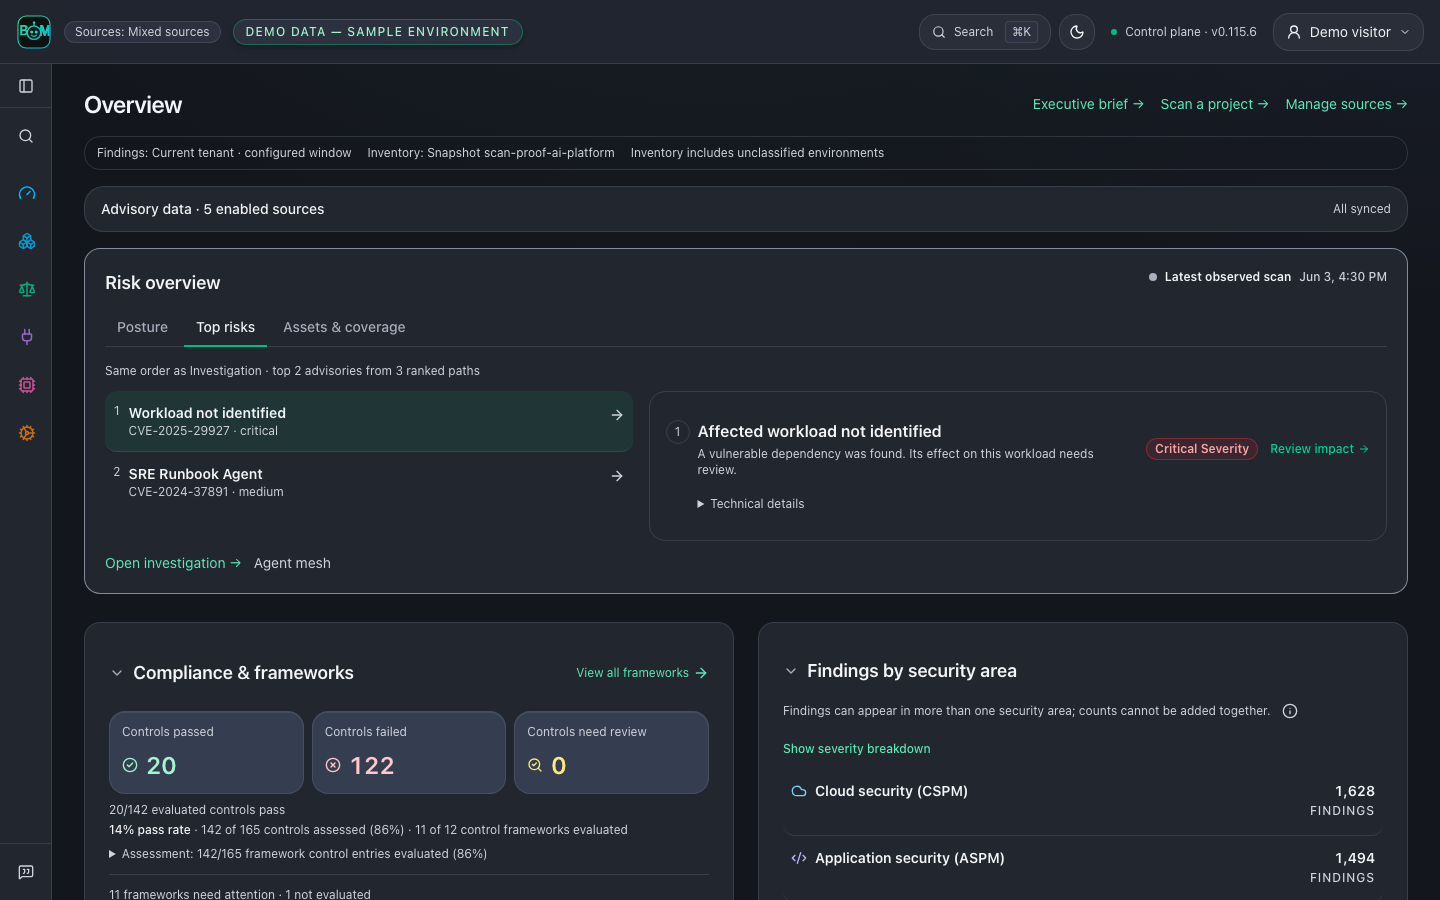 BOM
Sources: Mixed sources
DEMO DATA — SAMPLE ENVIRONMENT
Search ⌘K
Control plane · v0.115.6
Demo visitor
Overview
Executive brief →
Scan a project →
Manage sources →
Findings: Current tenant · configured window
Inventory: Snapshot scan-proof-ai-platform
Inventory includes unclassified environments
Advisory data · 5 enabled sources
All synced
Risk overview
Latest observed scan Jun 3, 4:30 PM
Posture
Top risks
Assets & coverage
Same order as Investigation · top 2 advisories from 3 ranked paths
1 Workload not identified
CVE-2025-29927 · critical
2 SRE Runbook Agent
CVE-2024-37891 · medium
1 Affected workload not identified
A vulnerable dependency was found. Its effect on this workload needs
review.
Critical Severity
Review impact →
Technical details
Open investigation →
Agent mesh
Compliance & frameworks
View all frameworks →
Controls passed
20
Controls failed
122
Controls need review
0
20/142 evaluated controls pass
14% pass rate · 142 of 165 controls assessed (86%) · 11 of 12 control frameworks evaluated
Assessment: 142/165 framework control entries evaluated (86%)
11 frameworks need attention · 1 not evaluated
Findings by security area
Findings can appear in more than one security area; counts cannot be added together.
Show severity breakdown
Cloud security (CSPM)
1,628
FINDINGS
Application security (ASPM)
1,494
FINDINGS